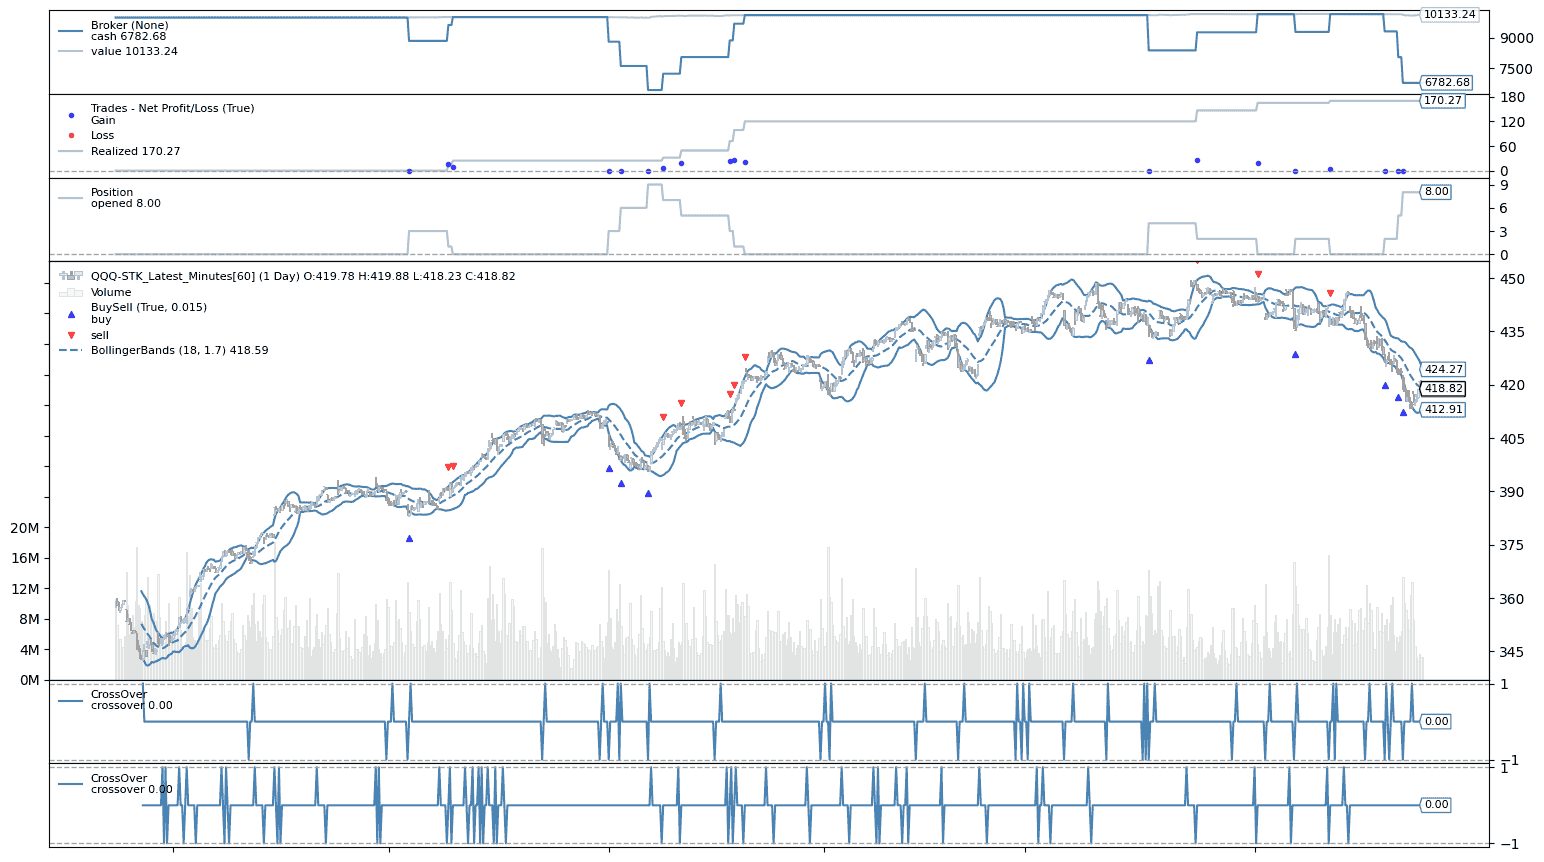 Broker (None)
cash 6782.68
value 10133.24
10133.24
9000
7500
6782.68
Trades - Net Profit/Loss (True)
Gain
Loss
Realized 170.27
180
170.27
120
60
0
Position
opened 8.00
9
8.00
6
3
0
QQQ-STK_Latest_Minutes[60] (1 Day) O:419.78 H:419.88 L:418.23 C:418.82
Volume
BuySell (True, 0.015)
buy
sell
BollingerBands (18, 1.7) 418.59
450
435
424.27
420
418.82
412.91
405
390
375
360
345
20M
16M
12M
8M
4M
0M
CrossOver
crossover 0.00
1
0.00
−1
CrossOver
crossover 0.00
1
0.00
−1